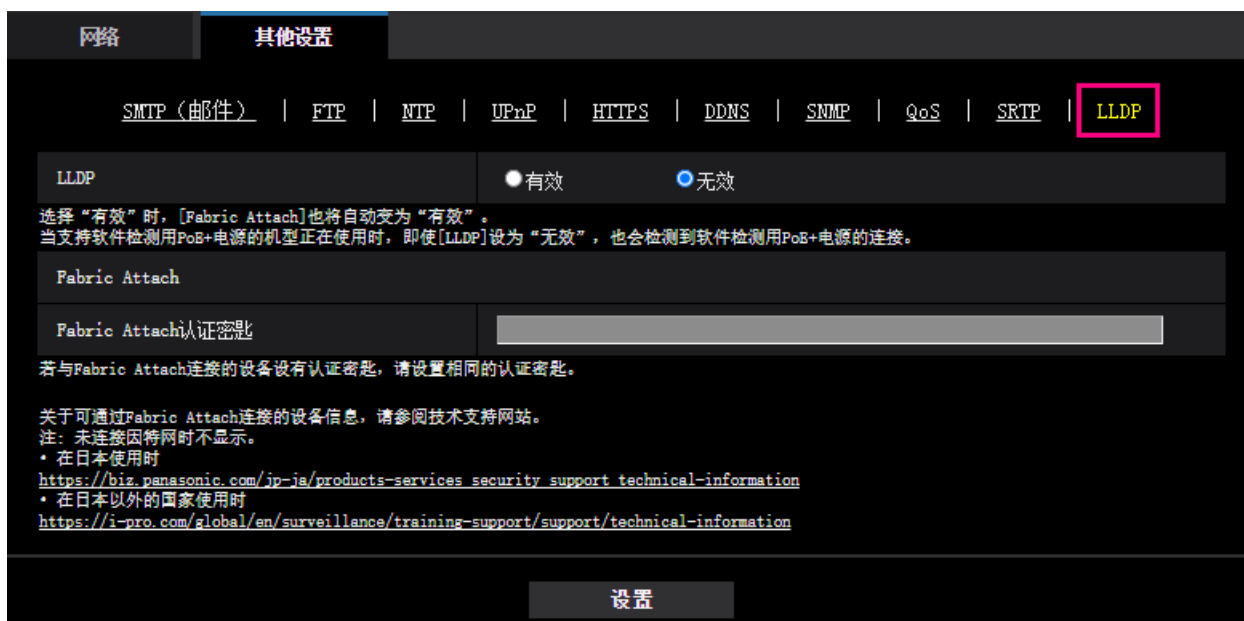 网络 其他设置
SMTP（邮件） | FTP | NTP | UPnP | HTTPS | DDNS | SNMP | QoS | SRTP | LLDP
LLDP 有效 无效
选择“有效”时，[Fabric Attach]也将自动变为“有效”。
当支持软件检测用PoE+电源的机型正在使用时，即使[LLDP]设为“无效”，也会检测到软件检测用PoE+电源的连接。
Fabric Attach
Fabric Attach认证密匙
若与Fabric Attach连接的设备设有认证密匙，请设置相同的认证密匙。
关于可通过Fabric Attach连接的设备信息，请参阅技术支持网站。
注: 未连接因特网时不显示。
• 在日本使用时
https://biz.panasonic.com/jp-ja/products-services_security_support_technical-information
• 在日本以外的国家使用时
https://i-pro.com/global/en/surveillance/training-support/support/technical-information
设置